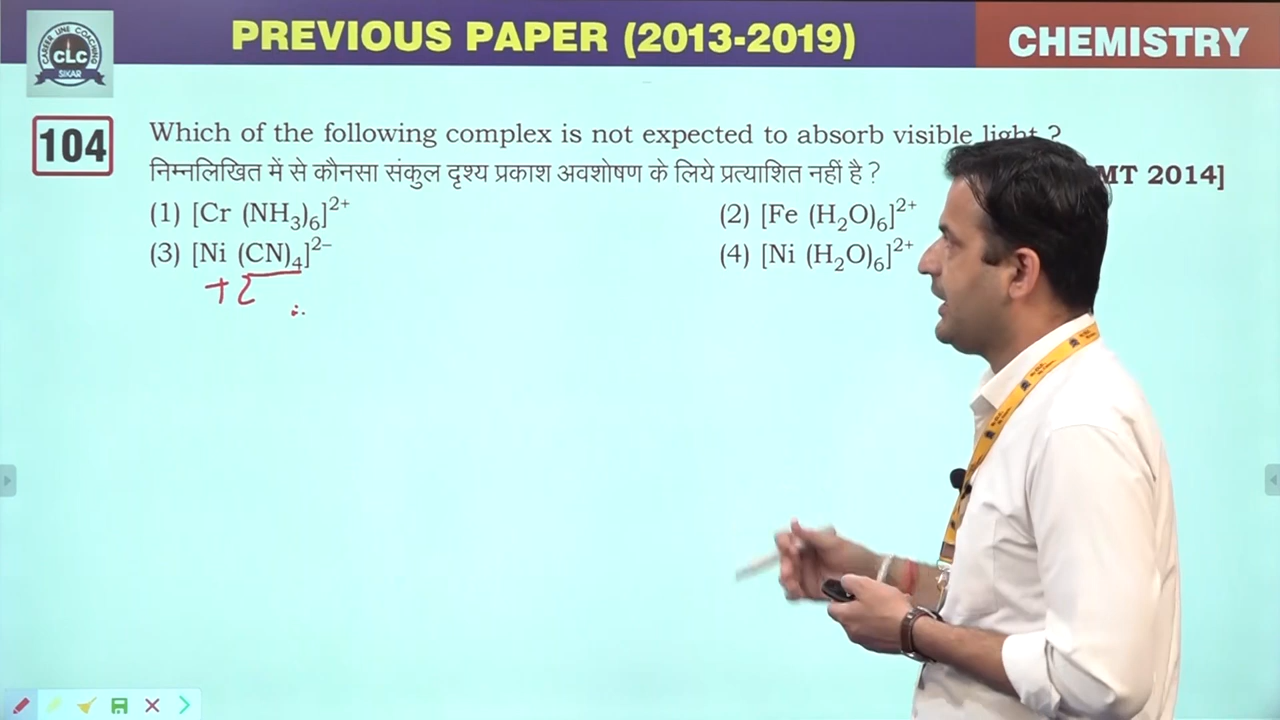 CAREER LINE COACHING
CLC
SIKAR
PREVIOUS PAPER (2013-2019)
CHEMISTRY
104
Which of the following complex is not expected to absorb visible light ?
निम्नलिखित में से कौनसा संकुल दृश्य प्रकाश अवशोषण के लिये प्रत्याशित नहीं है ?
MT 2014]
(1) [Cr (NH₃)₆]²⁺
(2) [Fe (H₂O)₆]²⁺
(3) [Ni (CN)₄]²⁻
(4) [Ni (H₂O)₆]²⁺
+2